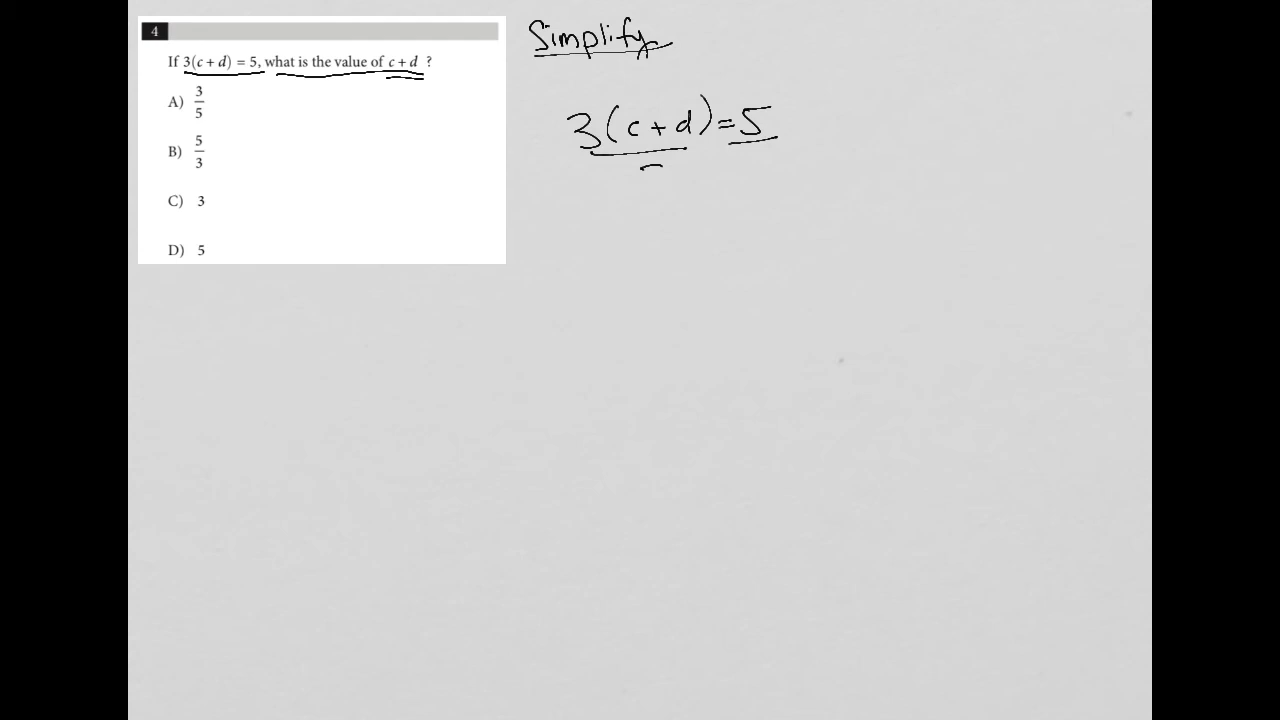 4
If 3(c + d) = 5, what is the value of c + d ?
A) 3/5
B) 5/3
C) 3
D) 5
Simplify
3(c+d)=5